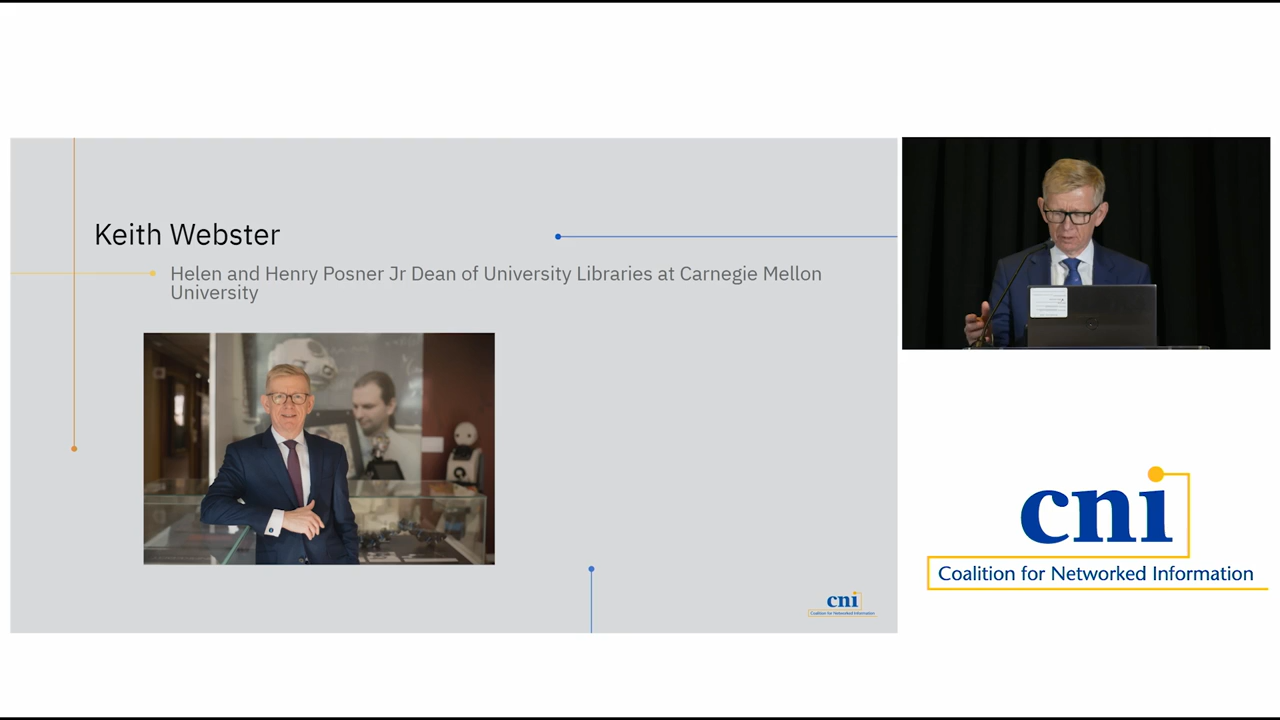 Keith Webster
Helen and Henry Posner Jr Dean of University Libraries at Carnegie Mellon
University
cni
Coalition for Networked Information
cni
Coalition for Networked Information